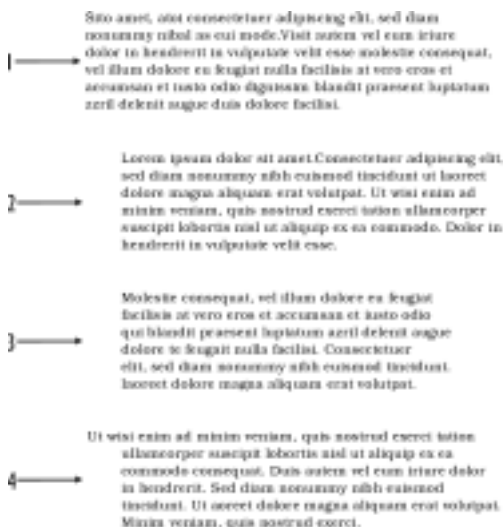 Sito amet, atot consectetuer adipiscing elit, sed diam
nonummy nibal as cui mode.Visit autem vel eum iriure
dolor in hendrerit in vulputate velit esse molestie consequat,
vel illum dolore eu feugiat nulla facilisis at vero eros et
accumsan et iusto odio dignissim blandit praesent luptatum
azril delenit augue duis dolore facilisi.
Lorem ipsum dolor sit amet.Consectetuer adipiscing elit,
sed diam nonummy nibh euismod tincidunt ut laoreet
dolore magna aliquam erat volutpat. Ut wisi enim ad
minim veniam, quis nostrud exerci tation ullamcorper
suscipit lobortis nisl ut aliquip ex ea commodo. Dolor in
hendrerit in vulputate velit esse.
2
Molestie consequat, vel illum dolore eu feugiat
facilisis at vero eros et accumsan et iusto odio
qui blandit praesent luptatum azril delenit augue
dolore te feugait nulla facilisi. Consectetuer
elit, sed diam nonummy nibh euismod tincidunt.
laoreet dolore magna aliquam erat volutpat.
3
Ut wisi enim ad minim veniam, quis nostrud exerci tation
ullamcorper suscipit lobortis nisl ut aliquip ex ea
commodo consequat. Duis autem vel eum iriure dolor
in hendrerit. Sed diam nonummy nibh euismod
tincidunt. Ut aoreet dolore magna aliquam erat volutpat.
Minim veniam, quis nostrud exerci.
4